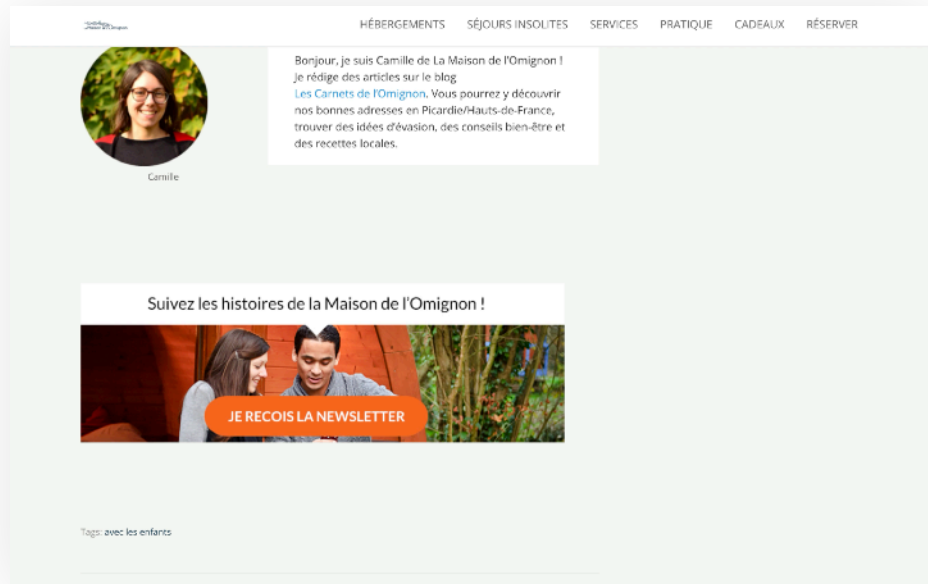 HÉBERGEMENTS SÉJOURS INSOLITES SERVICES PRATIQUE CADEAUX RÉSERVER
Bonjour, je suis Camille de La Maison de l'Omignon !
Je rédige des articles sur le blog
Les Carnets de l'Omignon. Vous pourrez y découvrir
nos bonnes adresses en Picardie/Hauts-de-France,
trouver des idées d'évasion, des conseils bien-être et
des recettes locales.
Camille
Suivez les histoires de la Maison de l'Omignon !
JE RECOIS LA NEWSLETTER
Tags: avec les enfants